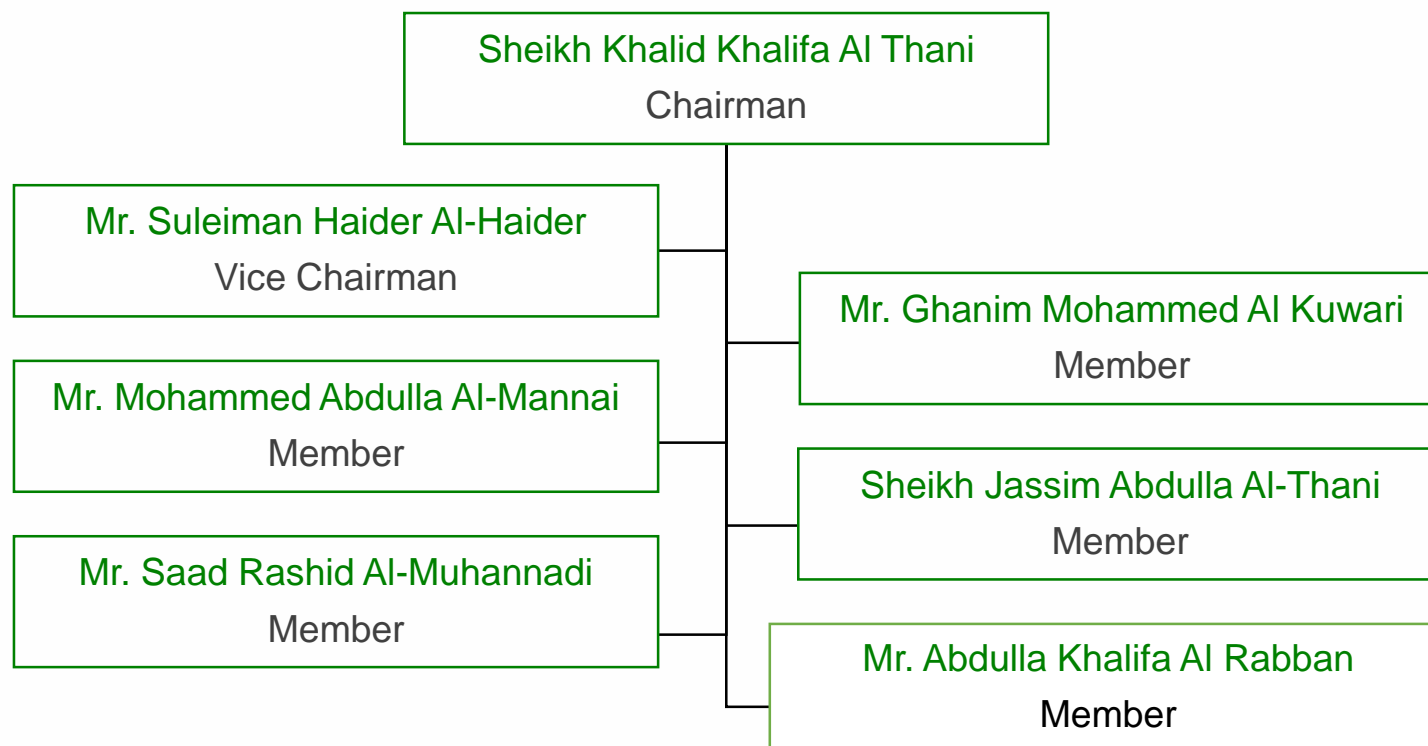 Sheikh Khalid Khalifa Al Thani
Chairman
Mr. Suleiman Haider Al-Haider
Vice Chairman
Mr. Ghanim Mohammed Al Kuwari
Member
Mr. Mohammed Abdulla Al-Mannai
Member
Sheikh Jassim Abdulla Al-Thani
Member
Mr. Saad Rashid Al-Muhannadi
Member
Mr. Abdulla Khalifa Al Rabban
Member